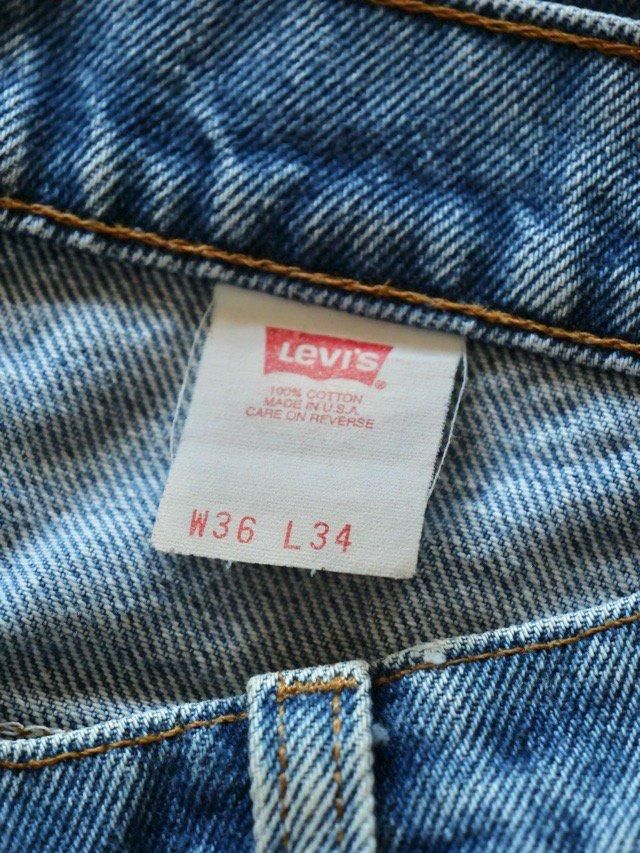 Levi's ®
100% COTTON
MADE IN U.S.A.
CARE ON REVERSE
W36 L34